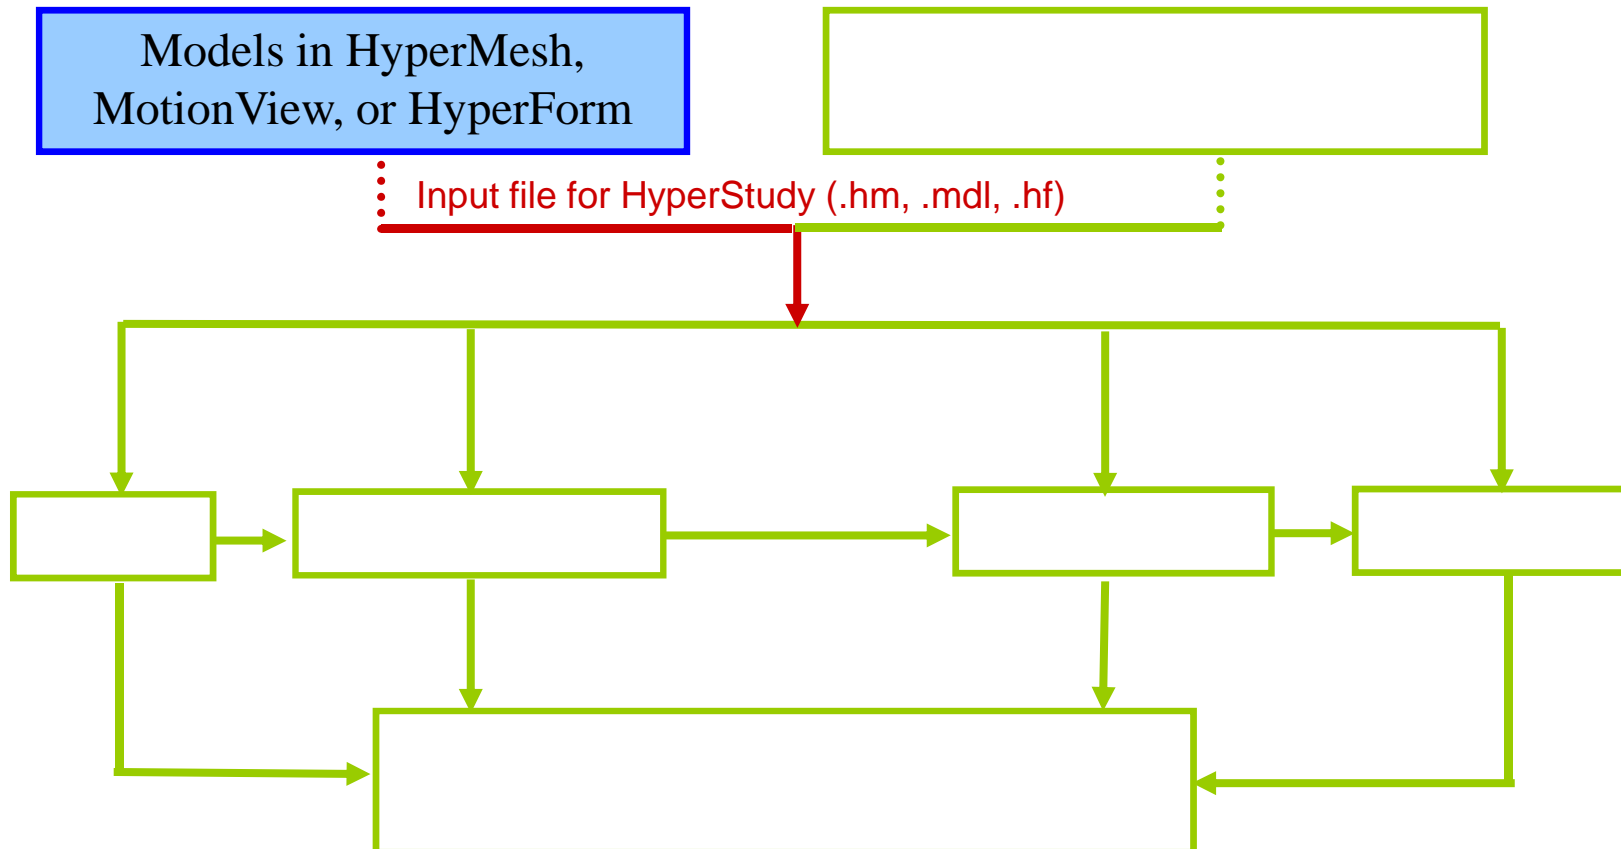 Models in HyperMesh,
MotionView, or HyperForm
Input file for HyperStudy (.hm, .mdl, .hf)